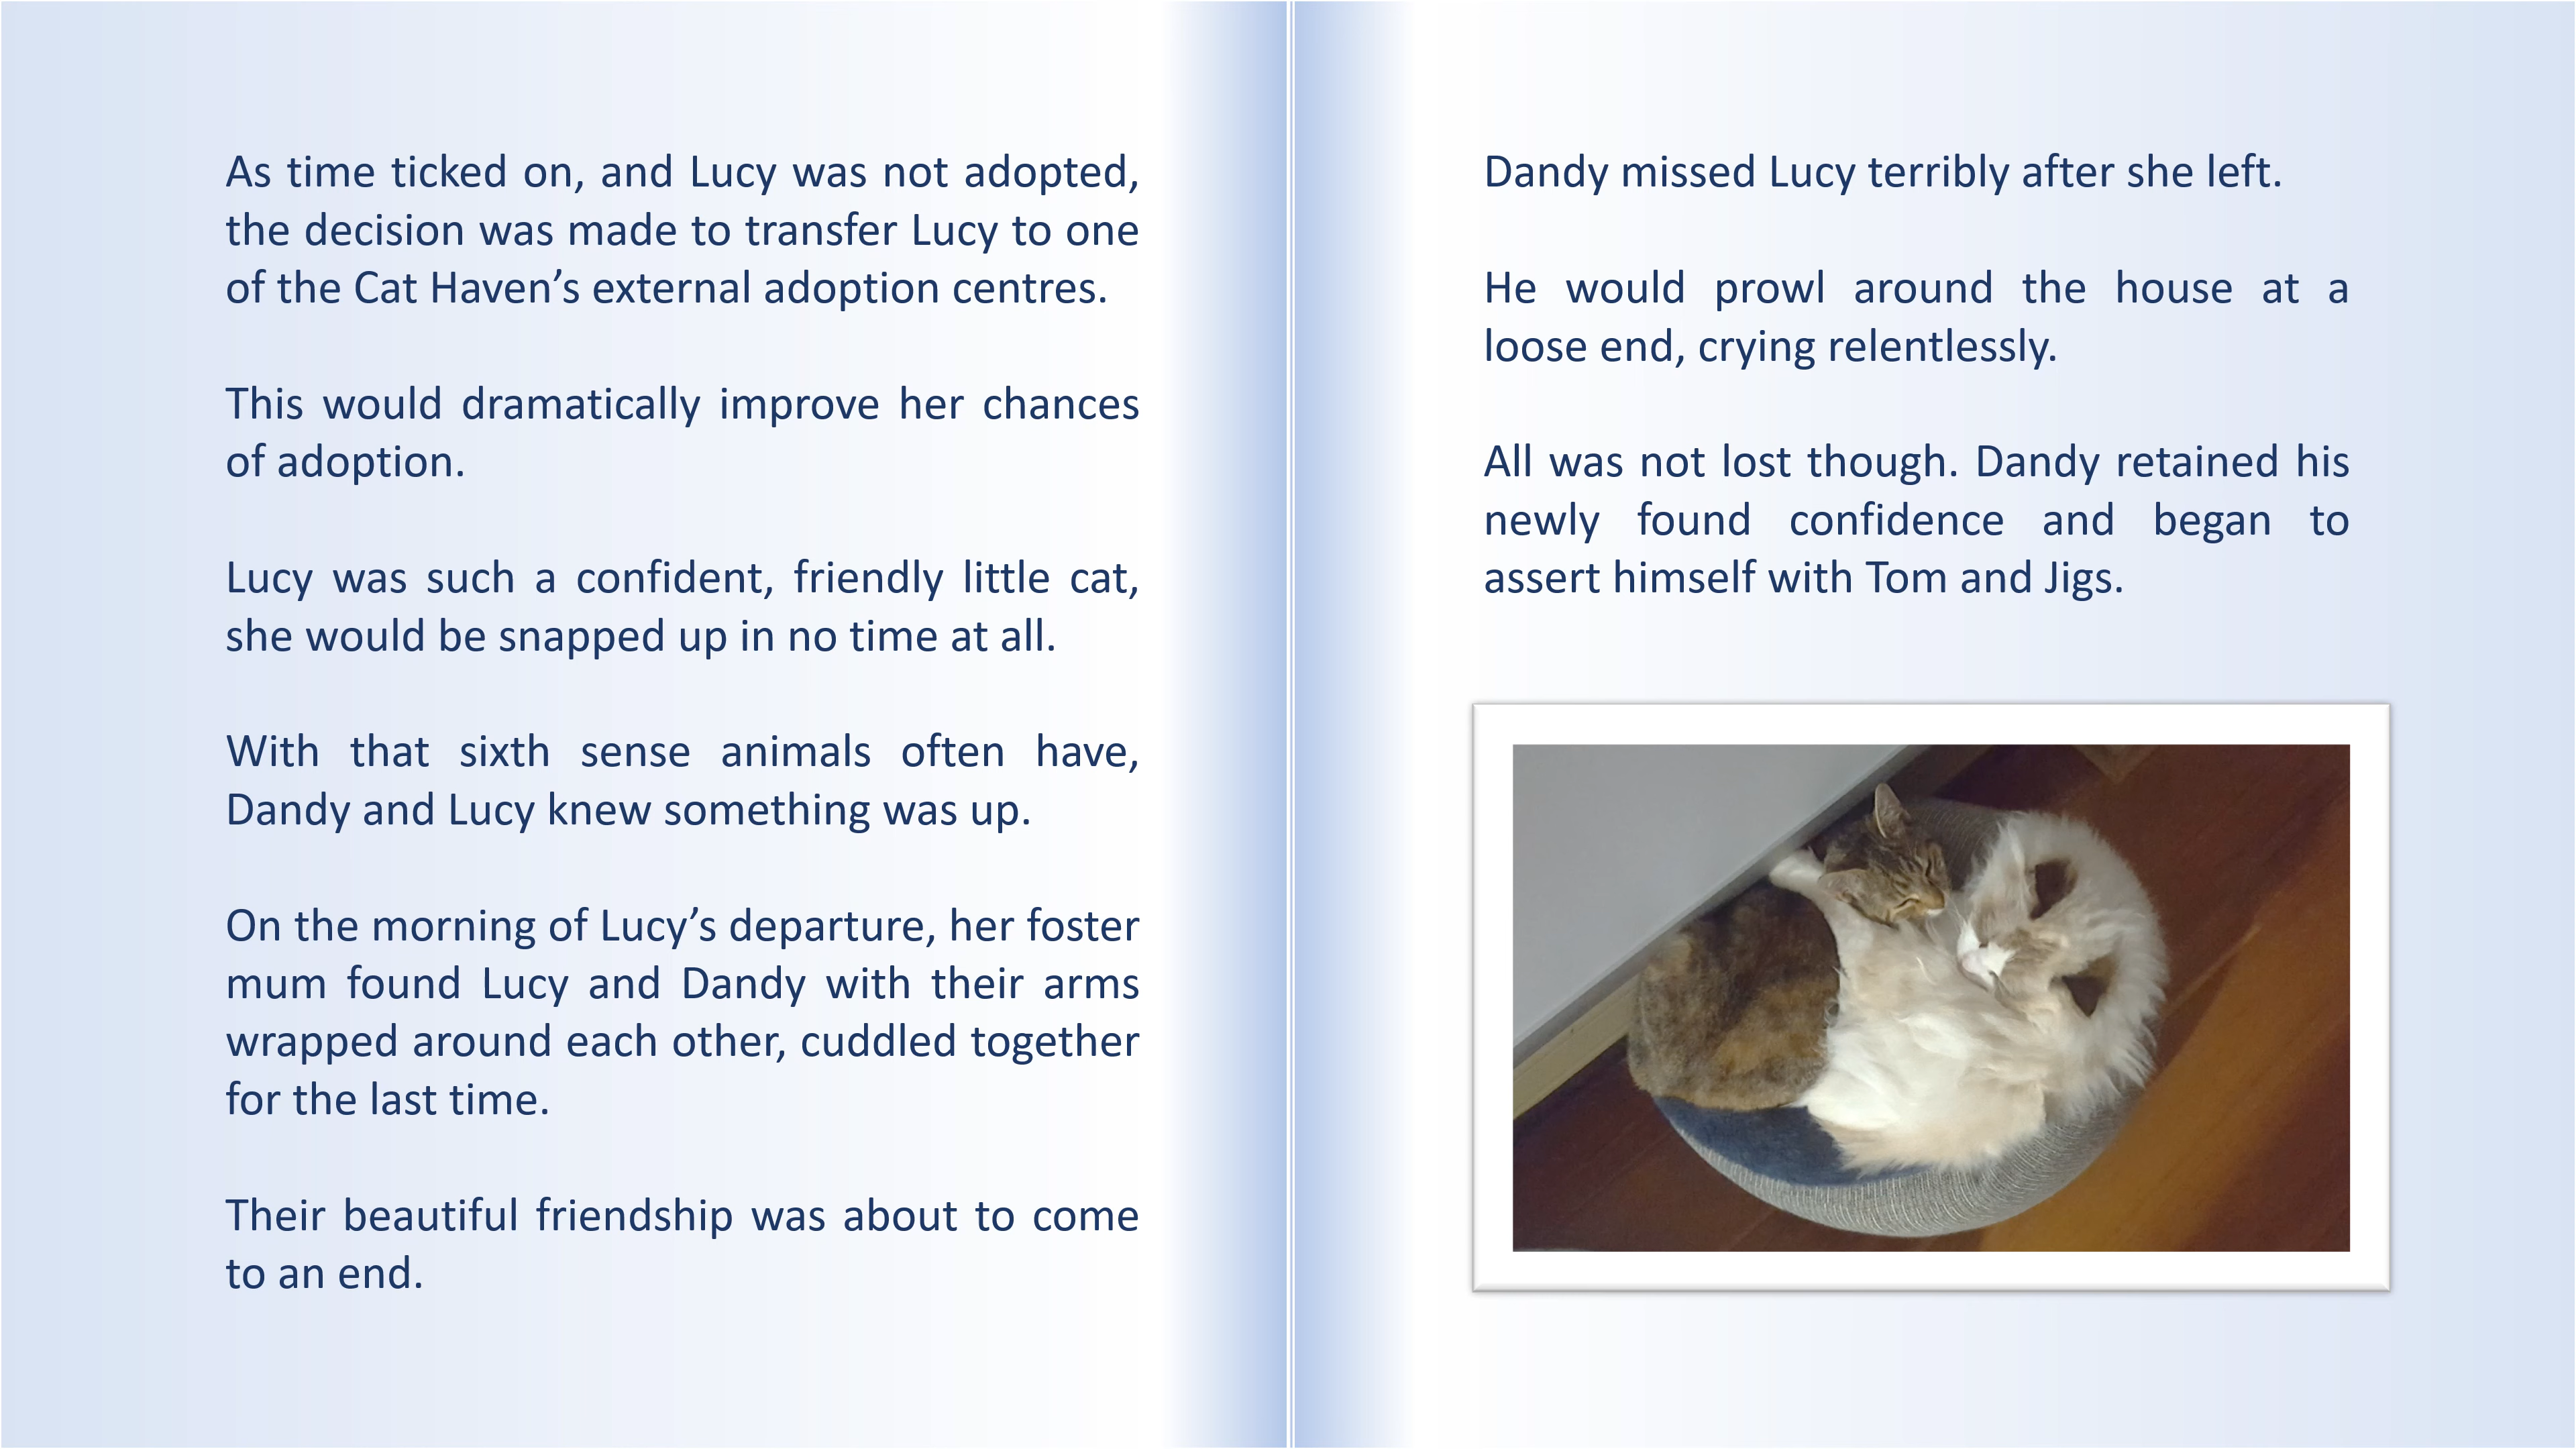 As time ticked on, and Lucy was not adopted,
the decision was made to transfer Lucy to one
of the Cat Haven’s external adoption centres.
This would dramatically improve her chances
of adoption.
Lucy was such a confident, friendly little cat,
she would be snapped up in no time at all.
With that sixth sense animals often have,
Dandy and Lucy knew something was up.
On the morning of Lucy’s departure, her foster
mum found Lucy and Dandy with their arms
wrapped around each other, cuddled together
for the last time.
Their beautiful friendship was about to come
to an end.
Dandy missed Lucy terribly after she left.
He would prowl around the house at a
loose end, crying relentlessly.
All was not lost though. Dandy retained his
newly found confidence and began to
assert himself with Tom and Jigs.